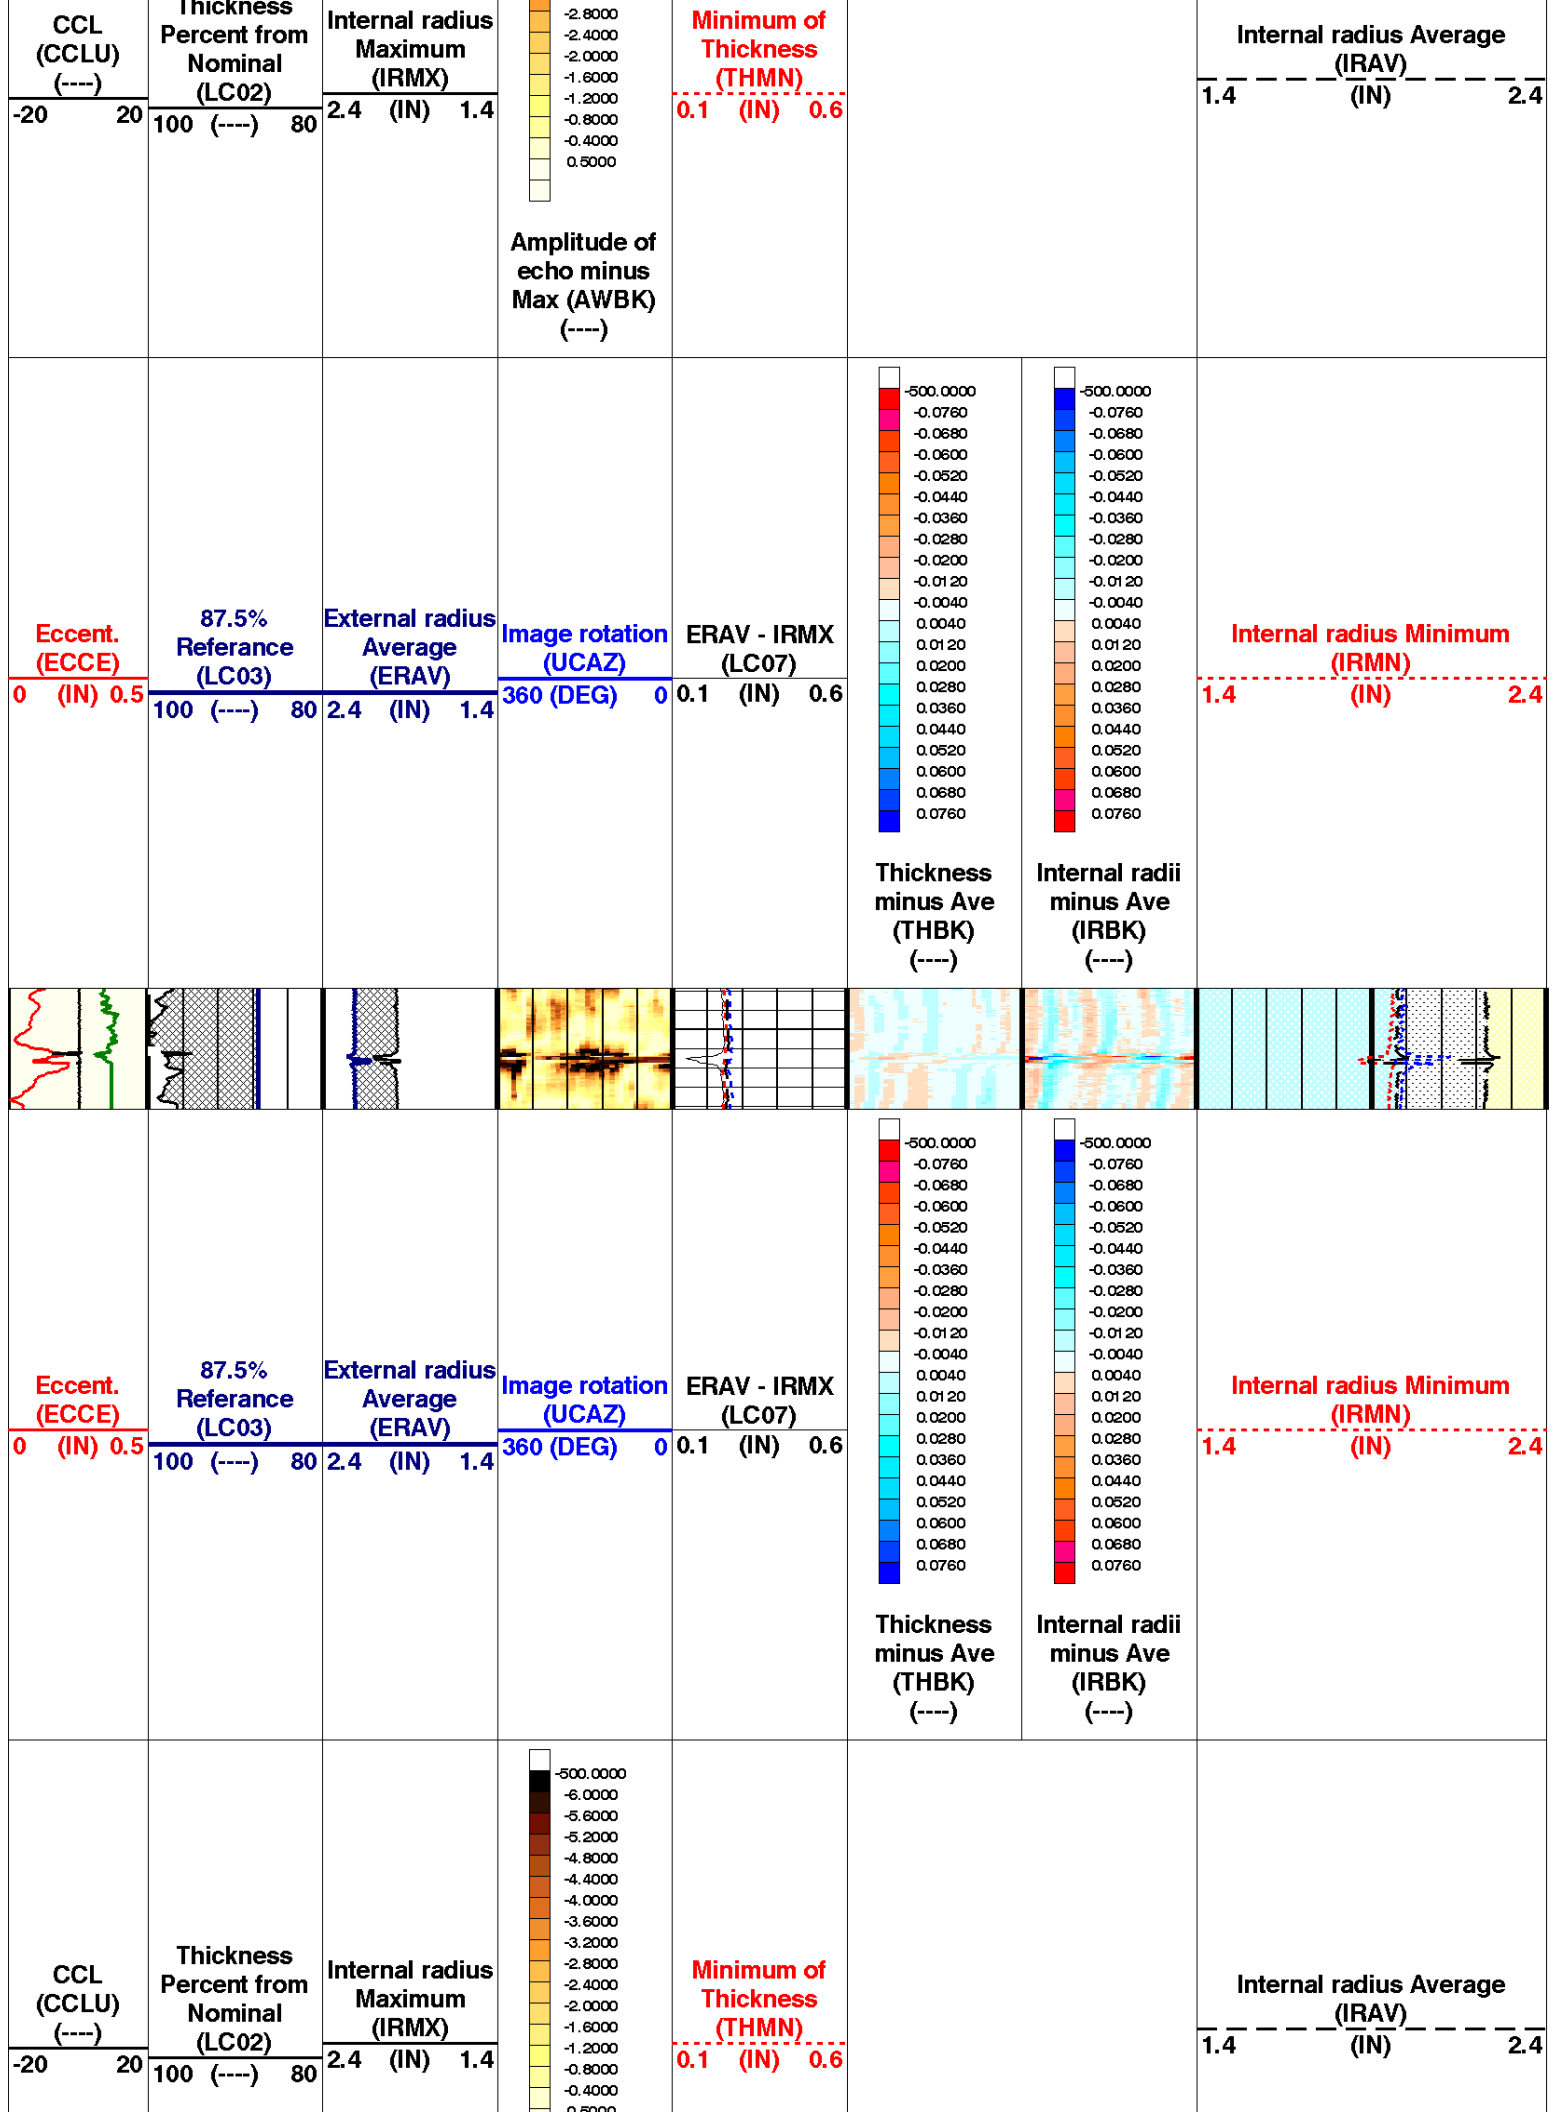 Thickness
Percent from
Nominal
(LC02)
100 (----) 80
CCL
(CCLU)
(----)
-20 20
Internal radius
Maximum
(IRMX)
2.4 (IN) 1.4
-2.8000
-2.4000
-2.0000
-1.6000
-1.2000
-0.8000
-0.4000
0.5000
Amplitude of
echo minus
Max (AWBK)
(----)
Minimum of
Thickness
(THMN)
0.1 (IN) 0.6
Internal radius Average
(IRAV)
1.4 (IN) 2.4
Eccent.
(ECCE)
0 (IN) 0.5
87.5%
Referance
(LC03)
100 (----) 80
External radius
Average
(ERAV)
2.4 (IN) 1.4
Image rotation
(UCAZ)
360 (DEG) 0
ERAV - IRMX
(LC07)
0.1 (IN) 0.6
-500.0000
-0.0760
-0.0680
-0.0600
-0.0520
-0.0440
-0.0360
-0.0280
-0.0200
-0.0120
-0.0040
0.0040
0.0120
0.0200
0.0280
0.0360
0.0440
0.0520
0.0600
0.0680
0.0760
Thickness
minus Ave
(THBK)
(----)
-500.0000
-0.0760
-0.0680
-0.0600
-0.0520
-0.0440
-0.0360
-0.0280
-0.0200
-0.0120
-0.0040
0.0040
0.0120
0.0200
0.0280
0.0360
0.0440
0.0520
0.0600
0.0680
0.0760
Internal radii
minus Ave
(IRBK)
(----)
Internal radius Minimum
(IRMN)
1.4 (IN) 2.4
Eccent.
(ECCE)
0 (IN) 0.5
87.5%
Referance
(LC03)
100 (----) 80
External radius
Average
(ERAV)
2.4 (IN) 1.4
Image rotation
(UCAZ)
360 (DEG) 0
ERAV - IRMX
(LC07)
0.1 (IN) 0.6
-500.0000
-0.0760
-0.0680
-0.0600
-0.0520
-0.0440
-0.0360
-0.0280
-0.0200
-0.0120
-0.0040
0.0040
0.0120
0.0200
0.0280
0.0360
0.0440
0.0520
0.0600
0.0680
0.0760
Thickness
minus Ave
(THBK)
(----)
-500.0000
-0.0760
-0.0680
-0.0600
-0.0520
-0.0440
-0.0360
-0.0280
-0.0200
-0.0120
-0.0040
0.0040
0.0120
0.0200
0.0280
0.0360
0.0440
0.0520
0.0600
0.0680
0.0760
Internal radii
minus Ave
(IRBK)
(----)
Internal radius Minimum
(IRMN)
1.4 (IN) 2.4
CCL
(CCLU)
(----)
-20 20
Thickness
Percent from
Nominal
(LC02)
100 (----) 80
Internal radius
Maximum
(IRMX)
2.4 (IN) 1.4
-500.0000
-6.0000
-5.6000
-5.2000
-4.8000
-4.4000
-4.0000
-3.6000
-3.2000
-2.8000
-2.4000
-2.0000
-1.6000
-1.2000
-0.8000
-0.4000
0.5000
Minimum of
Thickness
(THMN)
0.1 (IN) 0.6
Internal radius Average
(IRAV)
1.4 (IN) 2.4